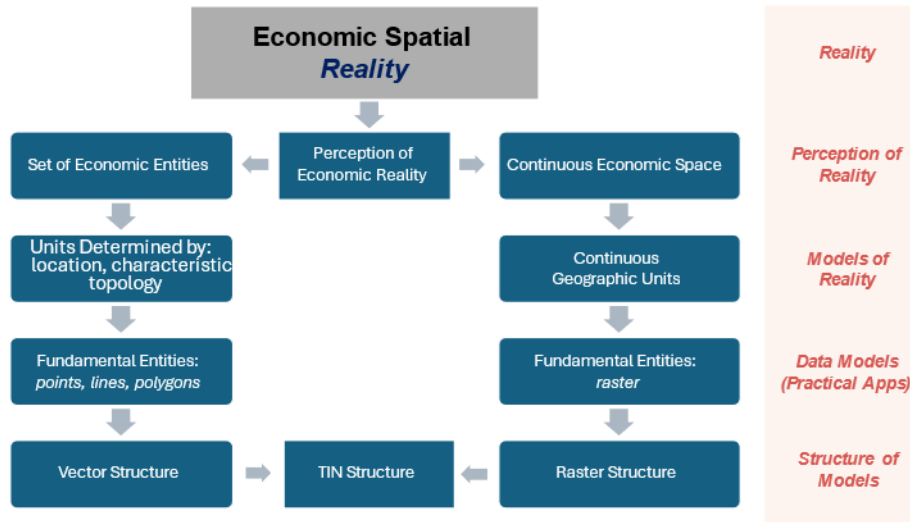 Economic Spatial
Reality
Reality
Set of Economic Entities
Perception of
Economic Reality
Continuous Economic Space
Perception of
Reality
Units Determined by:
location, characteristic
topology
Continuous
Geographic Units
Models of
Reality
Fundamental Entities:
points, lines, polygons
Fundamental Entities:
raster
Data Models
(Practical Apps)
Vector Structure
TIN Structure
Raster Structure
Structure of
Models